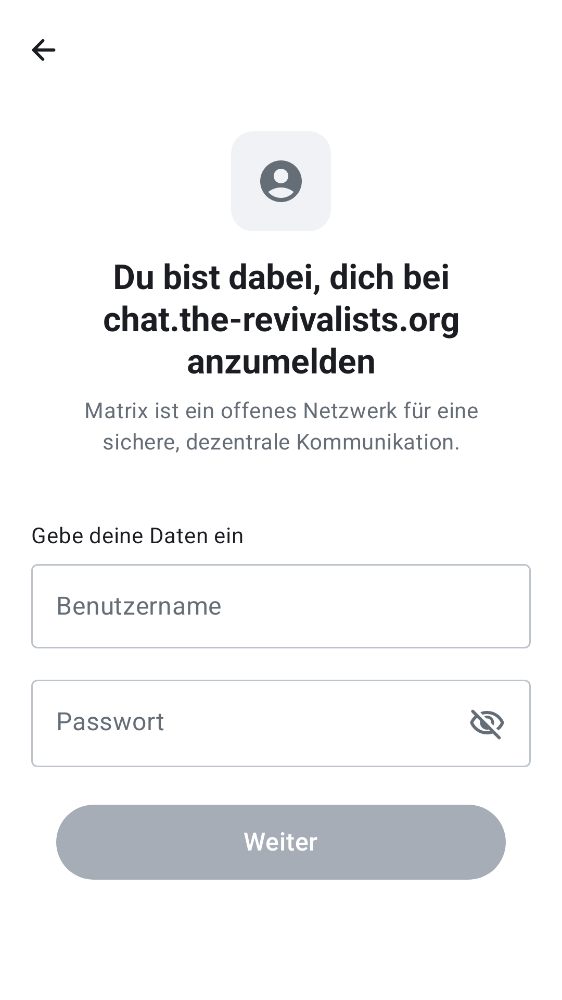 Du bist dabei, dich bei
chat.the-revivalists.org
anzumelden
Matrix ist ein offenes Netzwerk für eine
sichere, dezentrale Kommunikation.
Gebe deine Daten ein
Benutzername
Passwort
Weiter